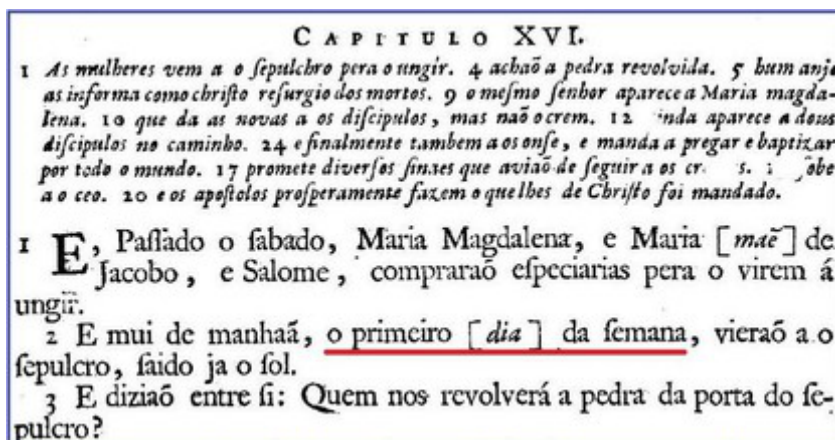 CAPITULO XVI.
1 As mulheres vem a o ſepulchro pera o ungir. 4 achaõ a pedra revolvida. 5 hum anjo
as informa como chriſto reſurgio dos mortos. 9 o meſmo ſenhor aparece a Maria magda-
lena. 10 que da as novas a os diſcipulos, mas naõ o crem. 12 inda aparece a dous
diſcipulos no caminho. 24 e finalmente tambem a os onſe, e manda a pregar e baptizar
por todo o mundo. 17 promete diverſos ſinaes que aviaõ de ſeguir a os
a o ceo. 20 e os apoſtolos proſperamente fazem o que lhes de Chriſto foi mandado.
1 E, Paſſado o ſabado, Maria Magdalena, e Maria [maẽ] de
Jacobo, e Salome, compraraõ eſpeciarias pera o virem á
ungir.
2 E mui de manhaã, o primeiro [dia] da ſemana, vieraõ a o
ſepulcro, ſaido ja o ſol.
3 E diziaõ entre ſi: Quem nos revolverá a pedra da porta do ſe-
pulcro?